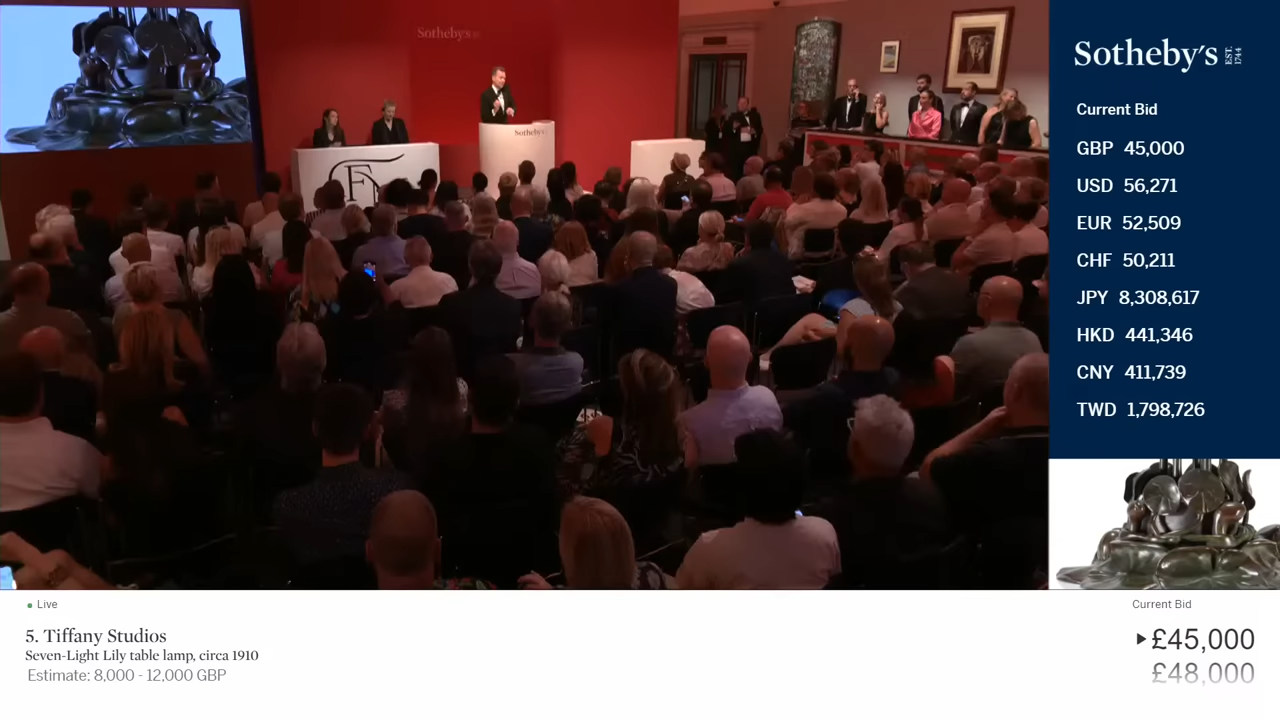 Sotheby's
Sotheby's
F
Sotheby's EST. 1744
Current Bid
GBP 45,000
USD 56,271
EUR 52,509
CHF 50,211
JPY 8,308,617
HKD 441,346
CNY 411,739
TWD 1,798,726
Live
5. Tiffany Studios
Seven-Light Lily table lamp, circa 1910
Estimate: 8,000 - 12,000 GBP
Current Bid
£45,000
£48,000